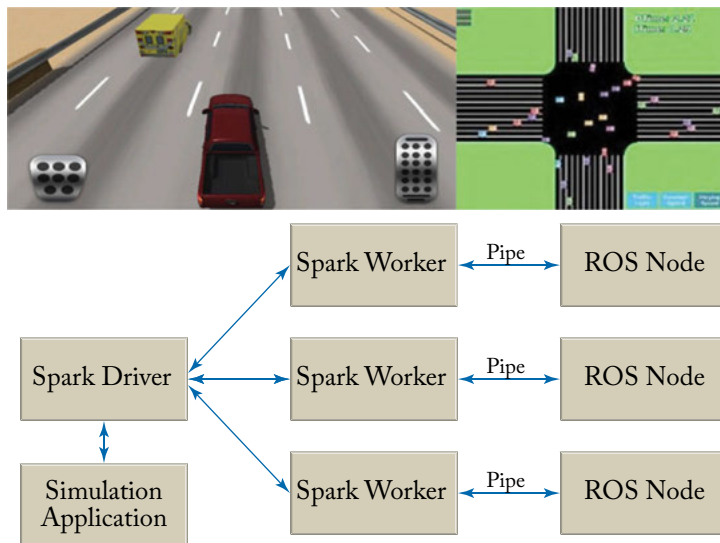 Spark Worker
Pipe
ROS Node
Spark Driver
Spark Worker
Pipe
ROS Node
Simulation
Application
Spark Worker
Pipe
ROS Node